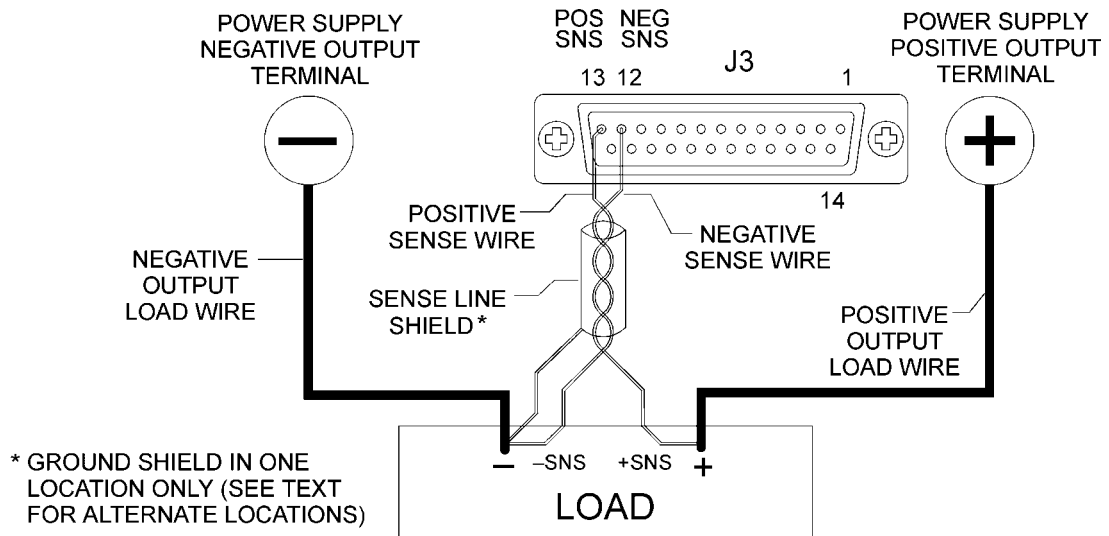 POWER SUPPLY
NEGATIVE OUTPUT
TERMINAL
POS NEG
SNS SNS
J3
13 12
1
POWER SUPPLY
POSITIVE OUTPUT
TERMINAL
14
POSITIVE
SENSE WIRE
NEGATIVE
SENSE WIRE
NEGATIVE
OUTPUT
LOAD WIRE
SENSE LINE
SHIELD*
POSITIVE
OUTPUT
LOAD WIRE
− –SNS +SNS +
LOAD
* GROUND SHIELD IN ONE
LOCATION ONLY (SEE TEXT
FOR ALTERNATE LOCATIONS)